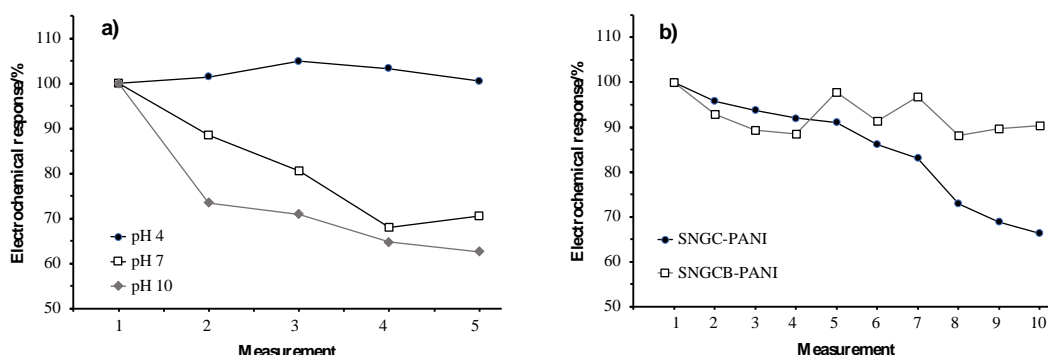 a)
Electrochemical response/%
110
100
90
80
70
60
50
pH 4
pH 7
pH 10
1 2 3 4 5
Measurement
b)
Electrochemical response/%
110
100
90
80
70
60
50
SNGC-PANI
SNGCB-PANI
1 2 3 4 5 6 7 8 9 10
Measurement